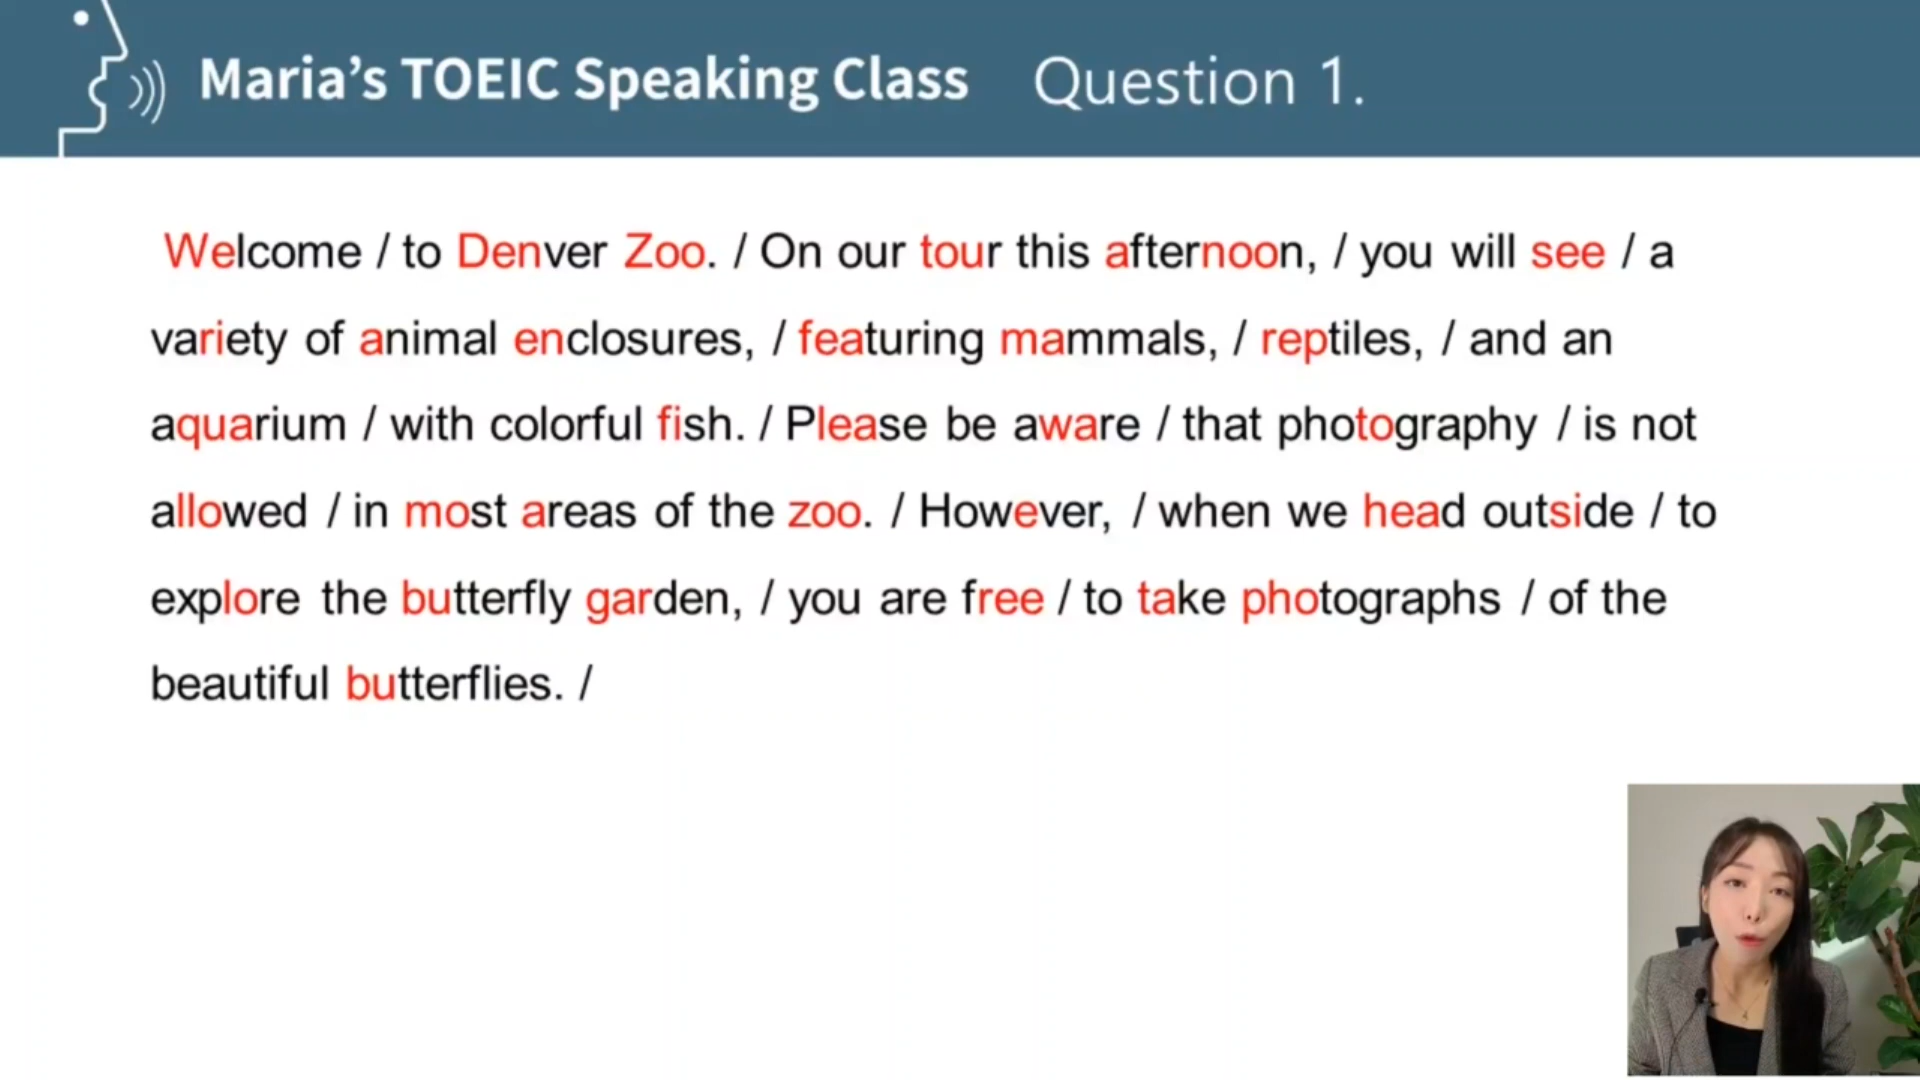 Maria’s TOEIC Speaking Class Question 1.
Welcome / to Denver Zoo. / On our tour this afternoon, / you will see / a
variety of animal enclosures, / featuring mammals, / reptiles, / and an
aquarium / with colorful fish. / Please be aware / that photography / is not
allowed / in most areas of the zoo. / However, / when we head outside / to
explore the butterfly garden, / you are free / to take photographs / of the
beautiful butterflies. /